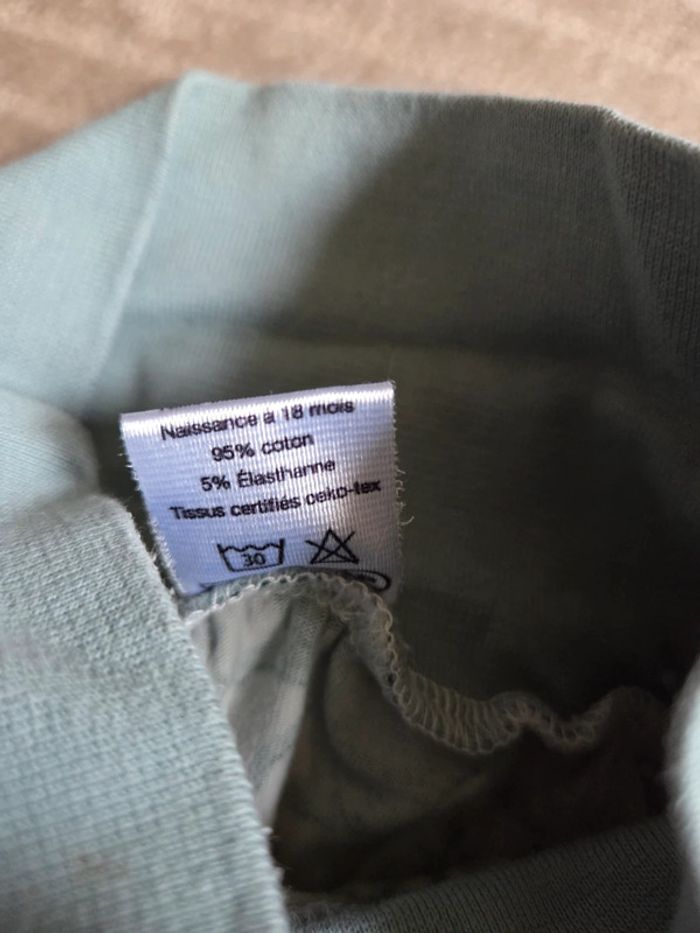 Naissance à 18 mois
95% coton
5% Élasthanne
Tissus certifiés oeko-tex
30